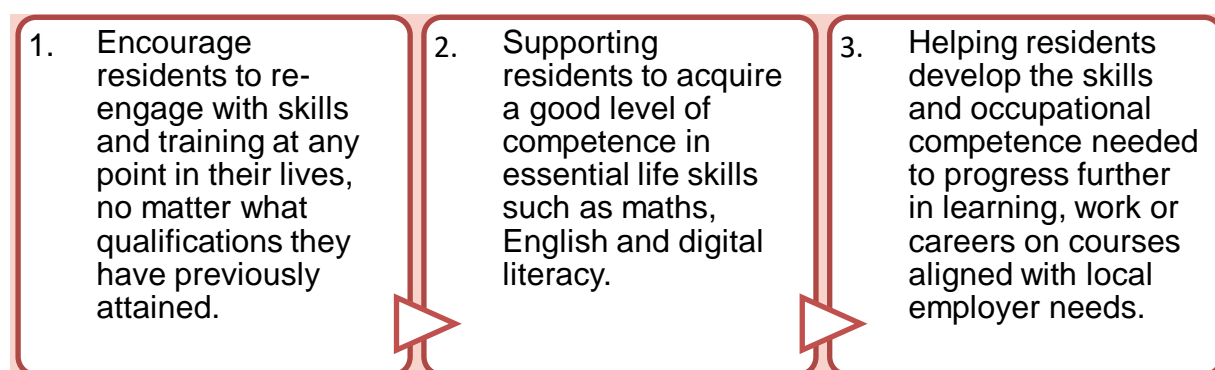 1. Encourage
residents to re-
engage with skills
and training at any
point in their lives,
no matter what
qualifications they
have previously
attained.
2. Supporting
residents to acquire
a good level of
competence in
essential life skills
such as maths,
English and digital
literacy.
3. Helping residents
develop the skills
and occupational
competence needed
to progress further
in learning, work or
careers on courses
aligned with local
employer needs.